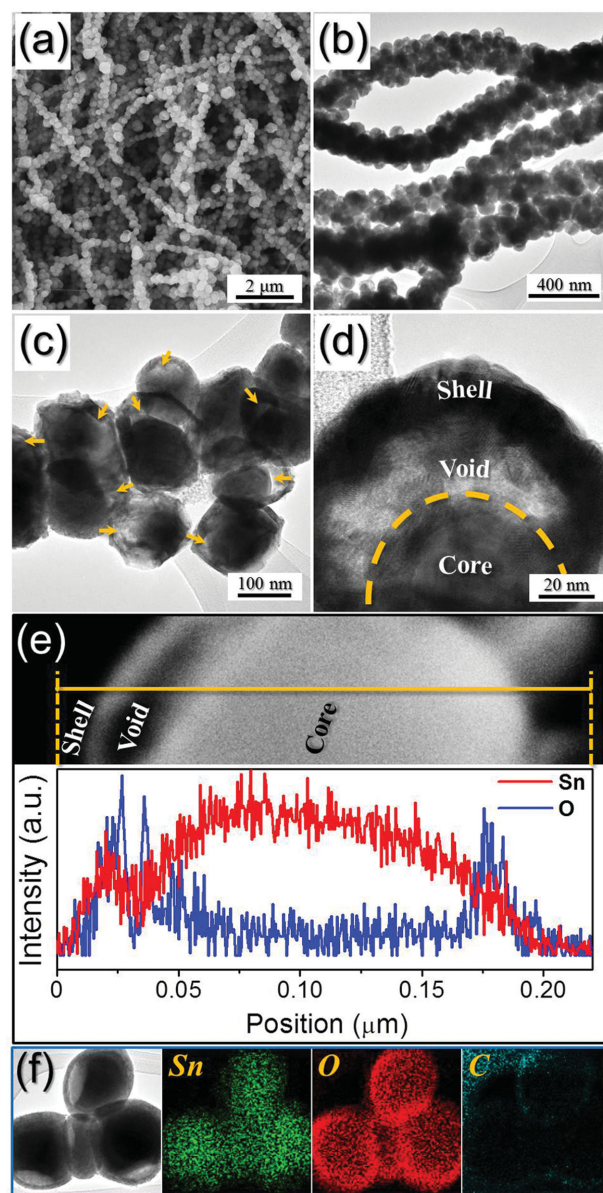 (a)
2 μm
(b)
400 nm
(c)
100 nm
(d)
Shell
Void
Core
20 nm
(e)
Shell
Void
Core
Sn
O
Intensity (a.u.)
0 0.05 0.10 0.15 0.20
Position (μm)
(f)
Sn
O
C